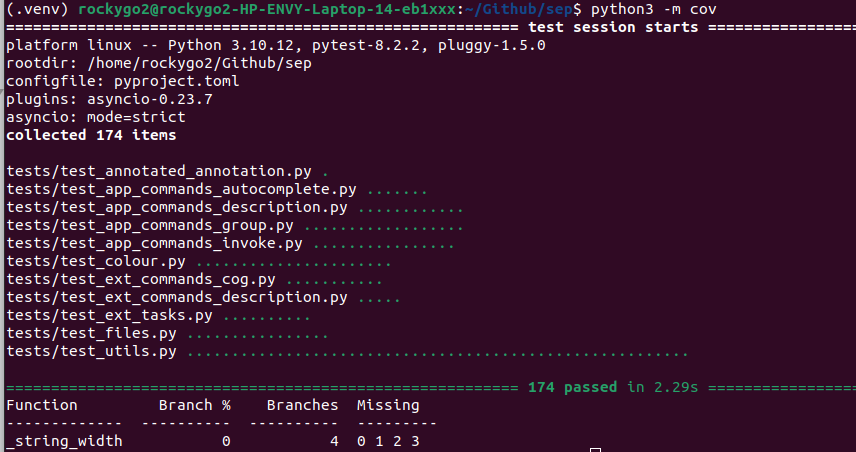 (.venv) rockygo2@rockygo2-HP-ENVY-Laptop-14-eb1xxx:~/Github/sep$ python3 -m cov
========================================================= test session starts =================
platform linux -- Python 3.10.12, pytest-8.2.2, pluggy-1.5.0
rootdir: /home/rockygo2/Github/sep
configfile: pyproject.toml
plugins: asyncio-0.23.7
asyncio: mode=strict
collected 174 items
tests/test_annotated_annotation.py .
tests/test_app_commands_autocomplete.py .......
tests/test_app_commands_description.py ............
tests/test_app_commands_group.py ..................
tests/test_app_commands_invoke.py ................
tests/test_colour.py ......................
tests/test_ext_commands_cog.py ...........
tests/test_ext_commands_description.py .....
tests/test_ext_tasks.py ..........
tests/test_files.py ................
tests/test_utils.py ........................................................
========================================================= 174 passed in 2.29s =================
Function         Branch %    Branches  Missing
-------------  ----------  ----------  ---------
_string_width           0           4  0 1 2 3